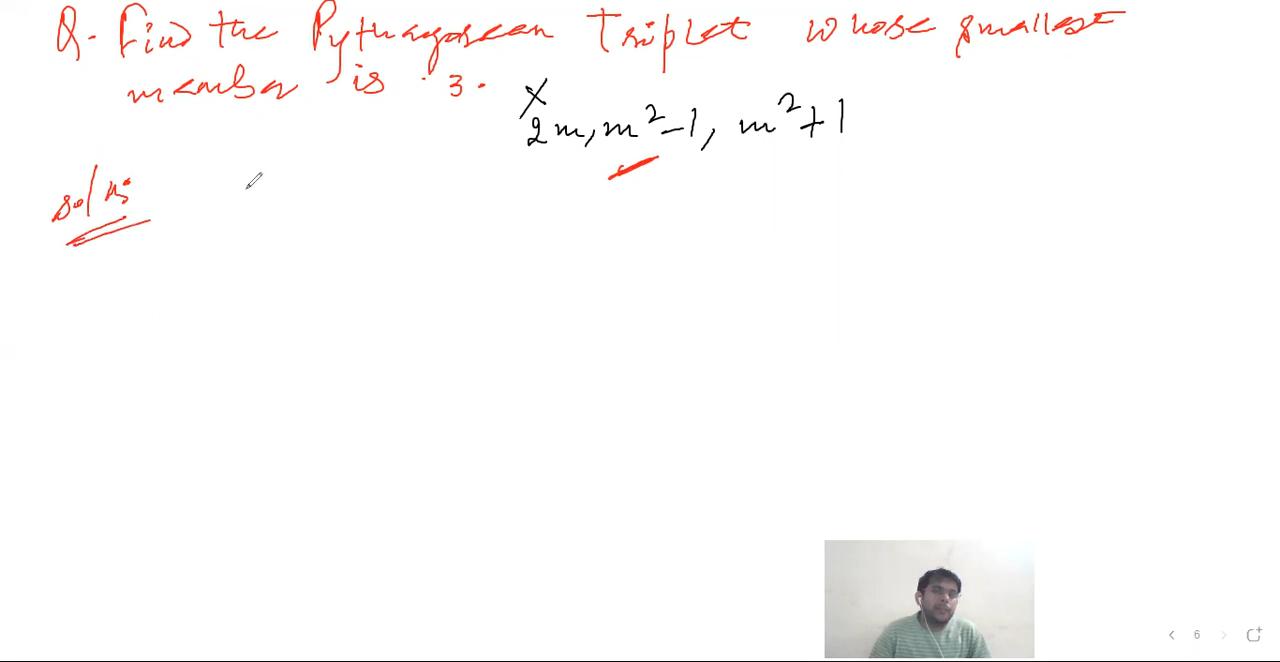 Q. Find the Pythagorean Triplet whose smallest
member is 3.
2m, m²-1, m²+1
soln:
6